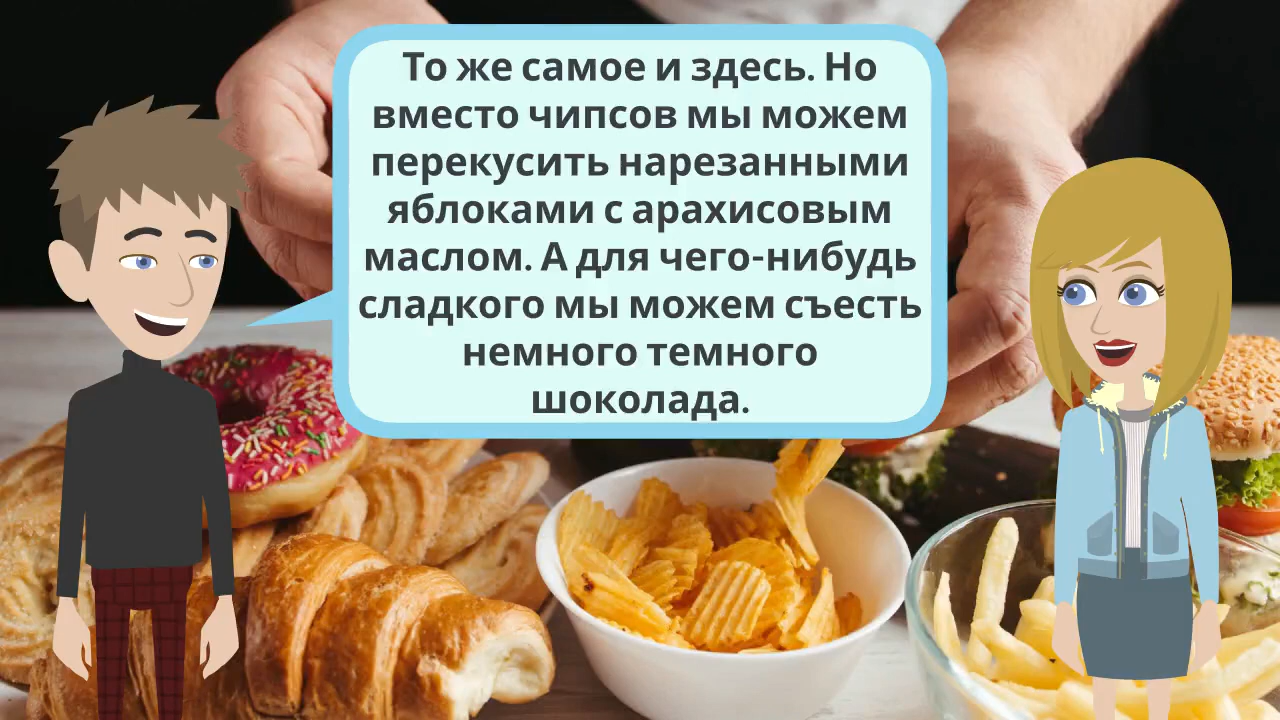 То же самое и здесь. Но
вместо чипсов мы можем
перекусить нарезанными
яблоками с арахисовым
маслом. А для чего-нибудь
сладкого мы можем съесть
немного темного
шоколада.